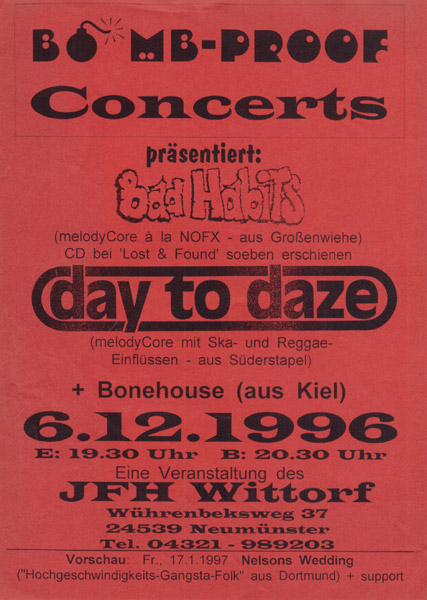 BOMB-PROOF
Concerts
präsentiert:
Bad Habits
(melodyCore à la NOFX - aus Großenwiehe)
CD bei 'Lost & Found' soeben erschienen
day to daze
(melodyCore mit Ska- und Reggae-
Einflüssen - aus Süderstapel)
+ Bonehouse (aus Kiel)
6.12.1996
E: 19.30 Uhr B: 20.30 Uhr
Eine Veranstaltung des
JFH Wittorf
Wührenbeksweg 37
24539 Neumünster
Tel. 04321 - 989203
Vorschau: Fr., 17.1.1997 Nelsons Wedding
("Hochgeschwindigkeits-Gangsta-Folk" aus Dortmund) + support